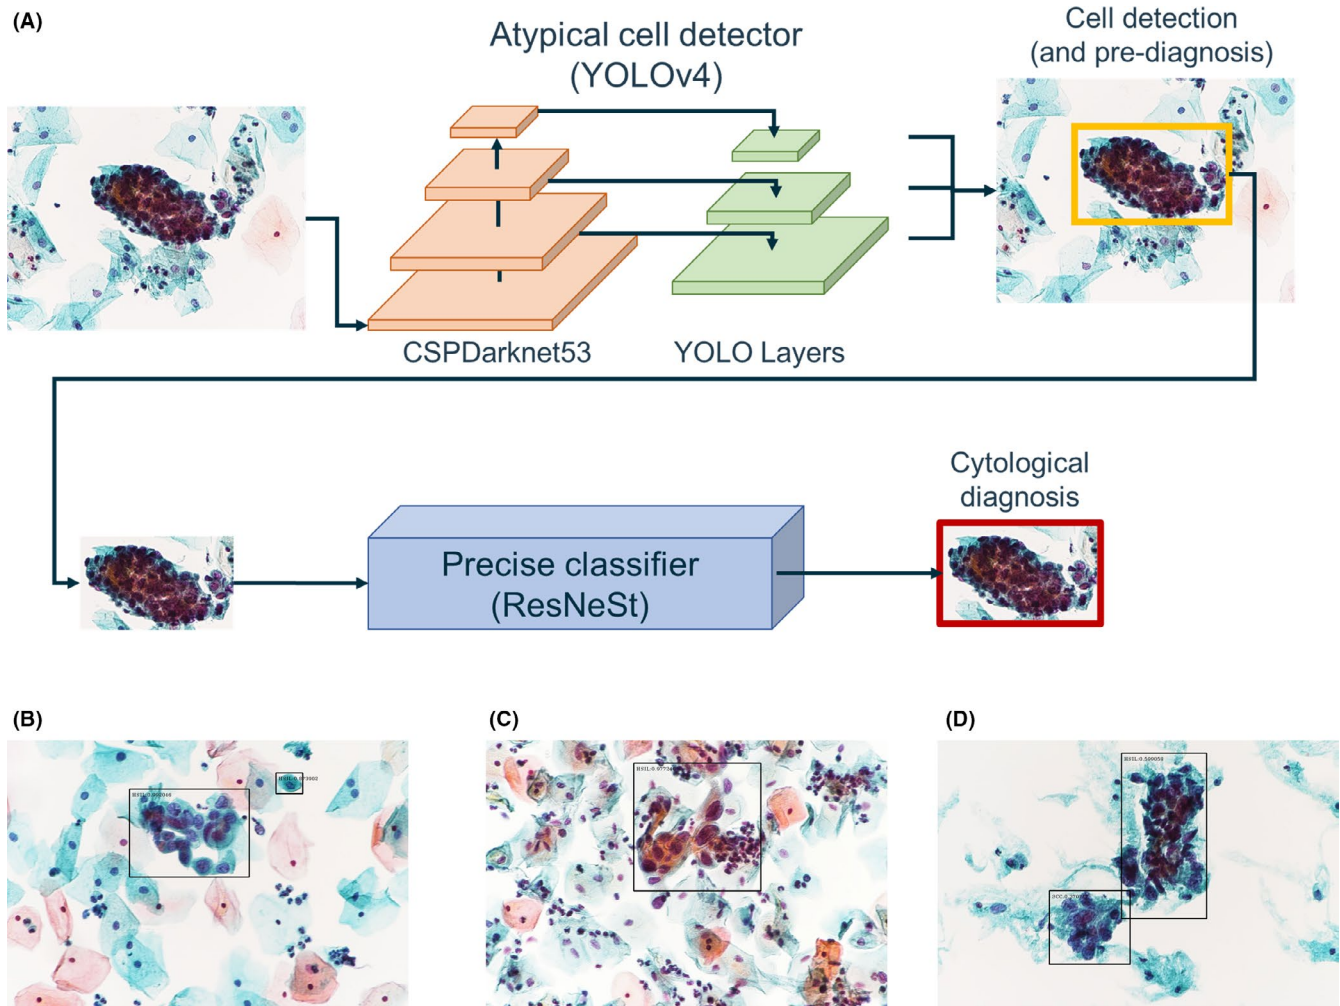 (A)
Atypical cell detector
(YOLOv4)
Cell detection
(and pre-diagnosis)
CSPDarknet53
YOLO Layers
Cytological
diagnosis
Precise classifier
(ResNeSt)
(B)
(C)
(D)